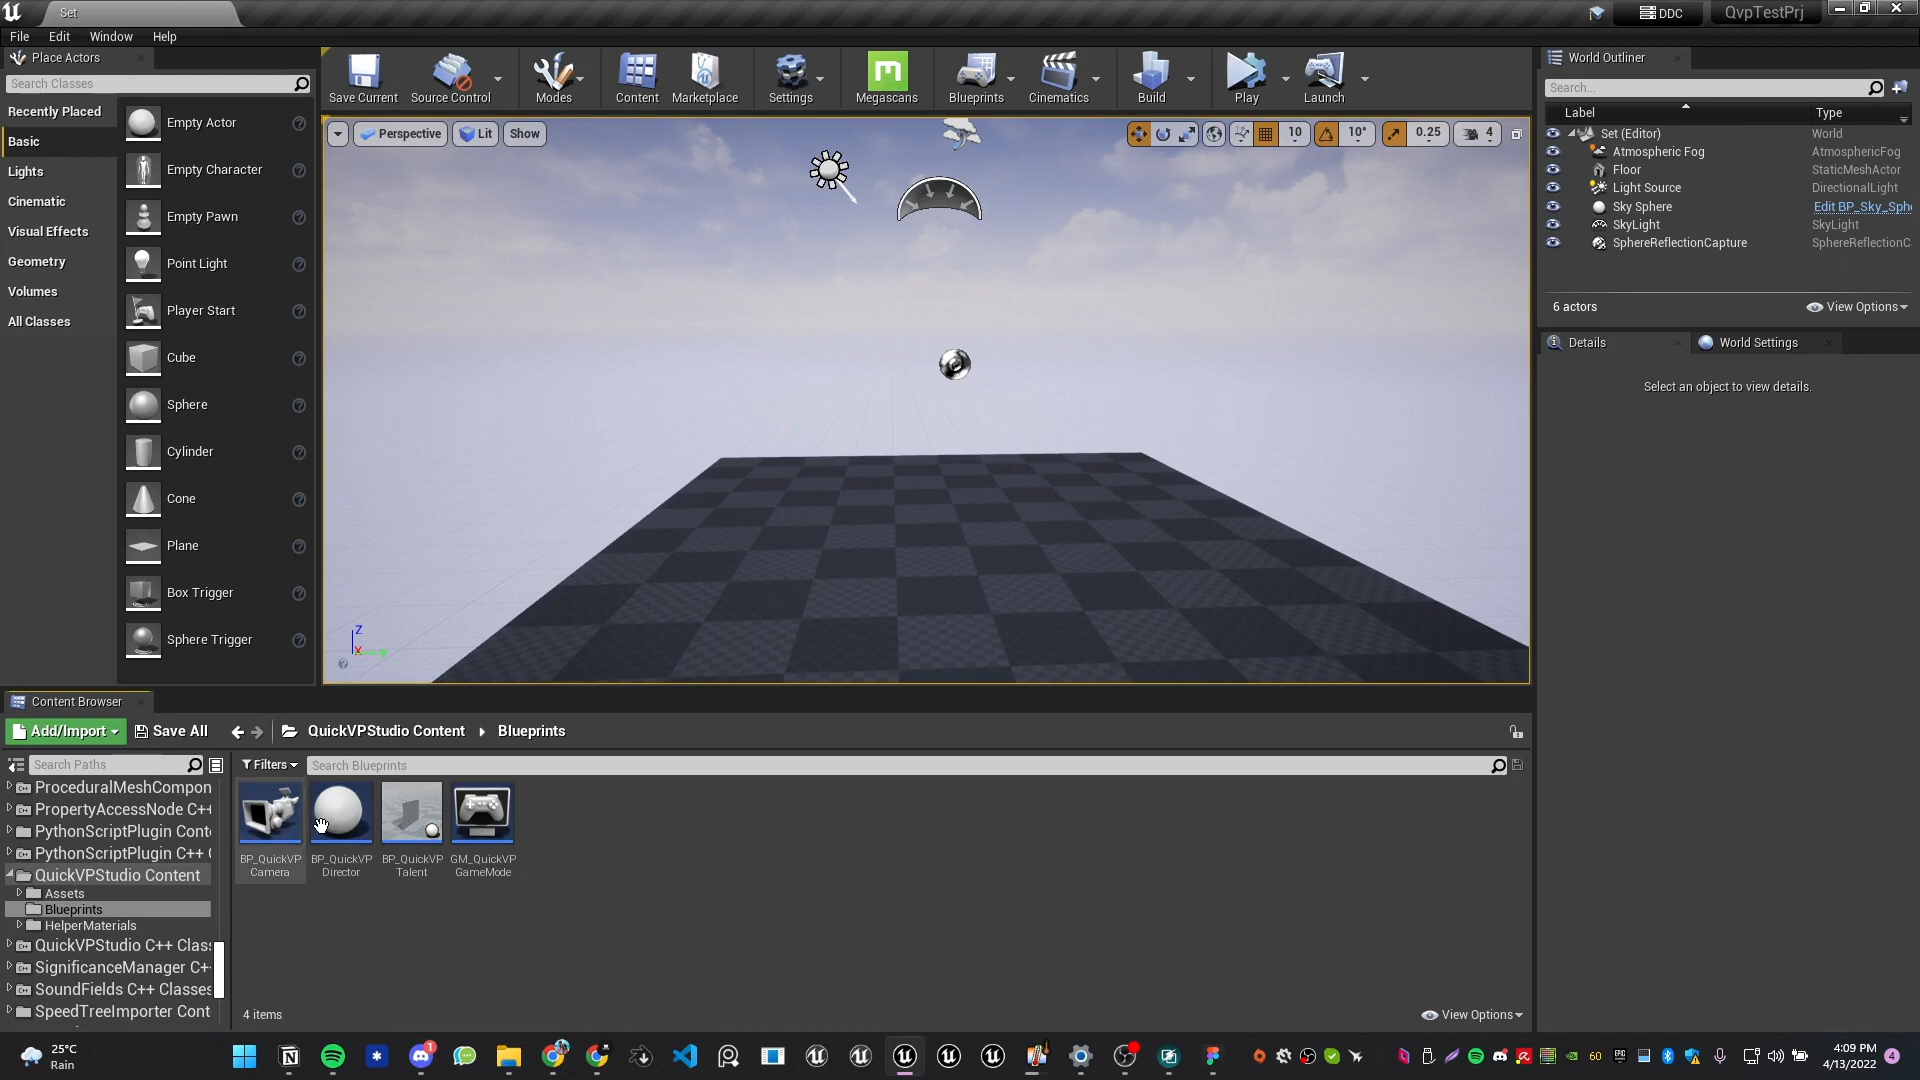 Set
DDC
QvpTestPrj
File Edit Window Help
Place Actors
Search Classes
Recently Placed
Basic
Lights
Cinematic
Visual Effects
Geometry
Volumes
All Classes
Empty Actor
Empty Character
Empty Pawn
Point Light
Player Start
Cube
Sphere
Cylinder
Cone
Plane
Box Trigger
Sphere Trigger
Save Current Source Control Modes Content Marketplace Settings Megascans Blueprints Cinematics Build Play Launch
Perspective Lit Show 10 10° 0.25 4
Z
X
World Outliner
Search...
Label Type
Set (Editor) World
Atmospheric Fog AtmosphericFog
Floor StaticMeshActor
Light Source DirectionalLight
Sky Sphere Edit BP_Sky_Sph
SkyLight SkyLight
SphereReflectionCapture SphereReflectionC
6 actors View Options
Details World Settings
Select an object to view details.
Content Browser
Add/Import Save All QuickVPStudio Content Blueprints
Search Paths
Filters Search Blueprints
ProceduralMeshCompon
PropertyAccessNode C++
PythonScriptPlugin Cont
PythonScriptPlugin C++
QuickVPStudio Content
Assets
Blueprints
HelperMaterials
QuickVPStudio C++ Clas
SignificanceManager C+
SoundFields C++ Classes
SpeedTreeImporter Cont
BP_QuickVP
Camera
BP_QuickVP
Director
BP_QuickVP
Talent
GM_QuickVP
GameMode
4 items View Options
25°C
Rain
1
60
4:09 PM
4/13/2022
4